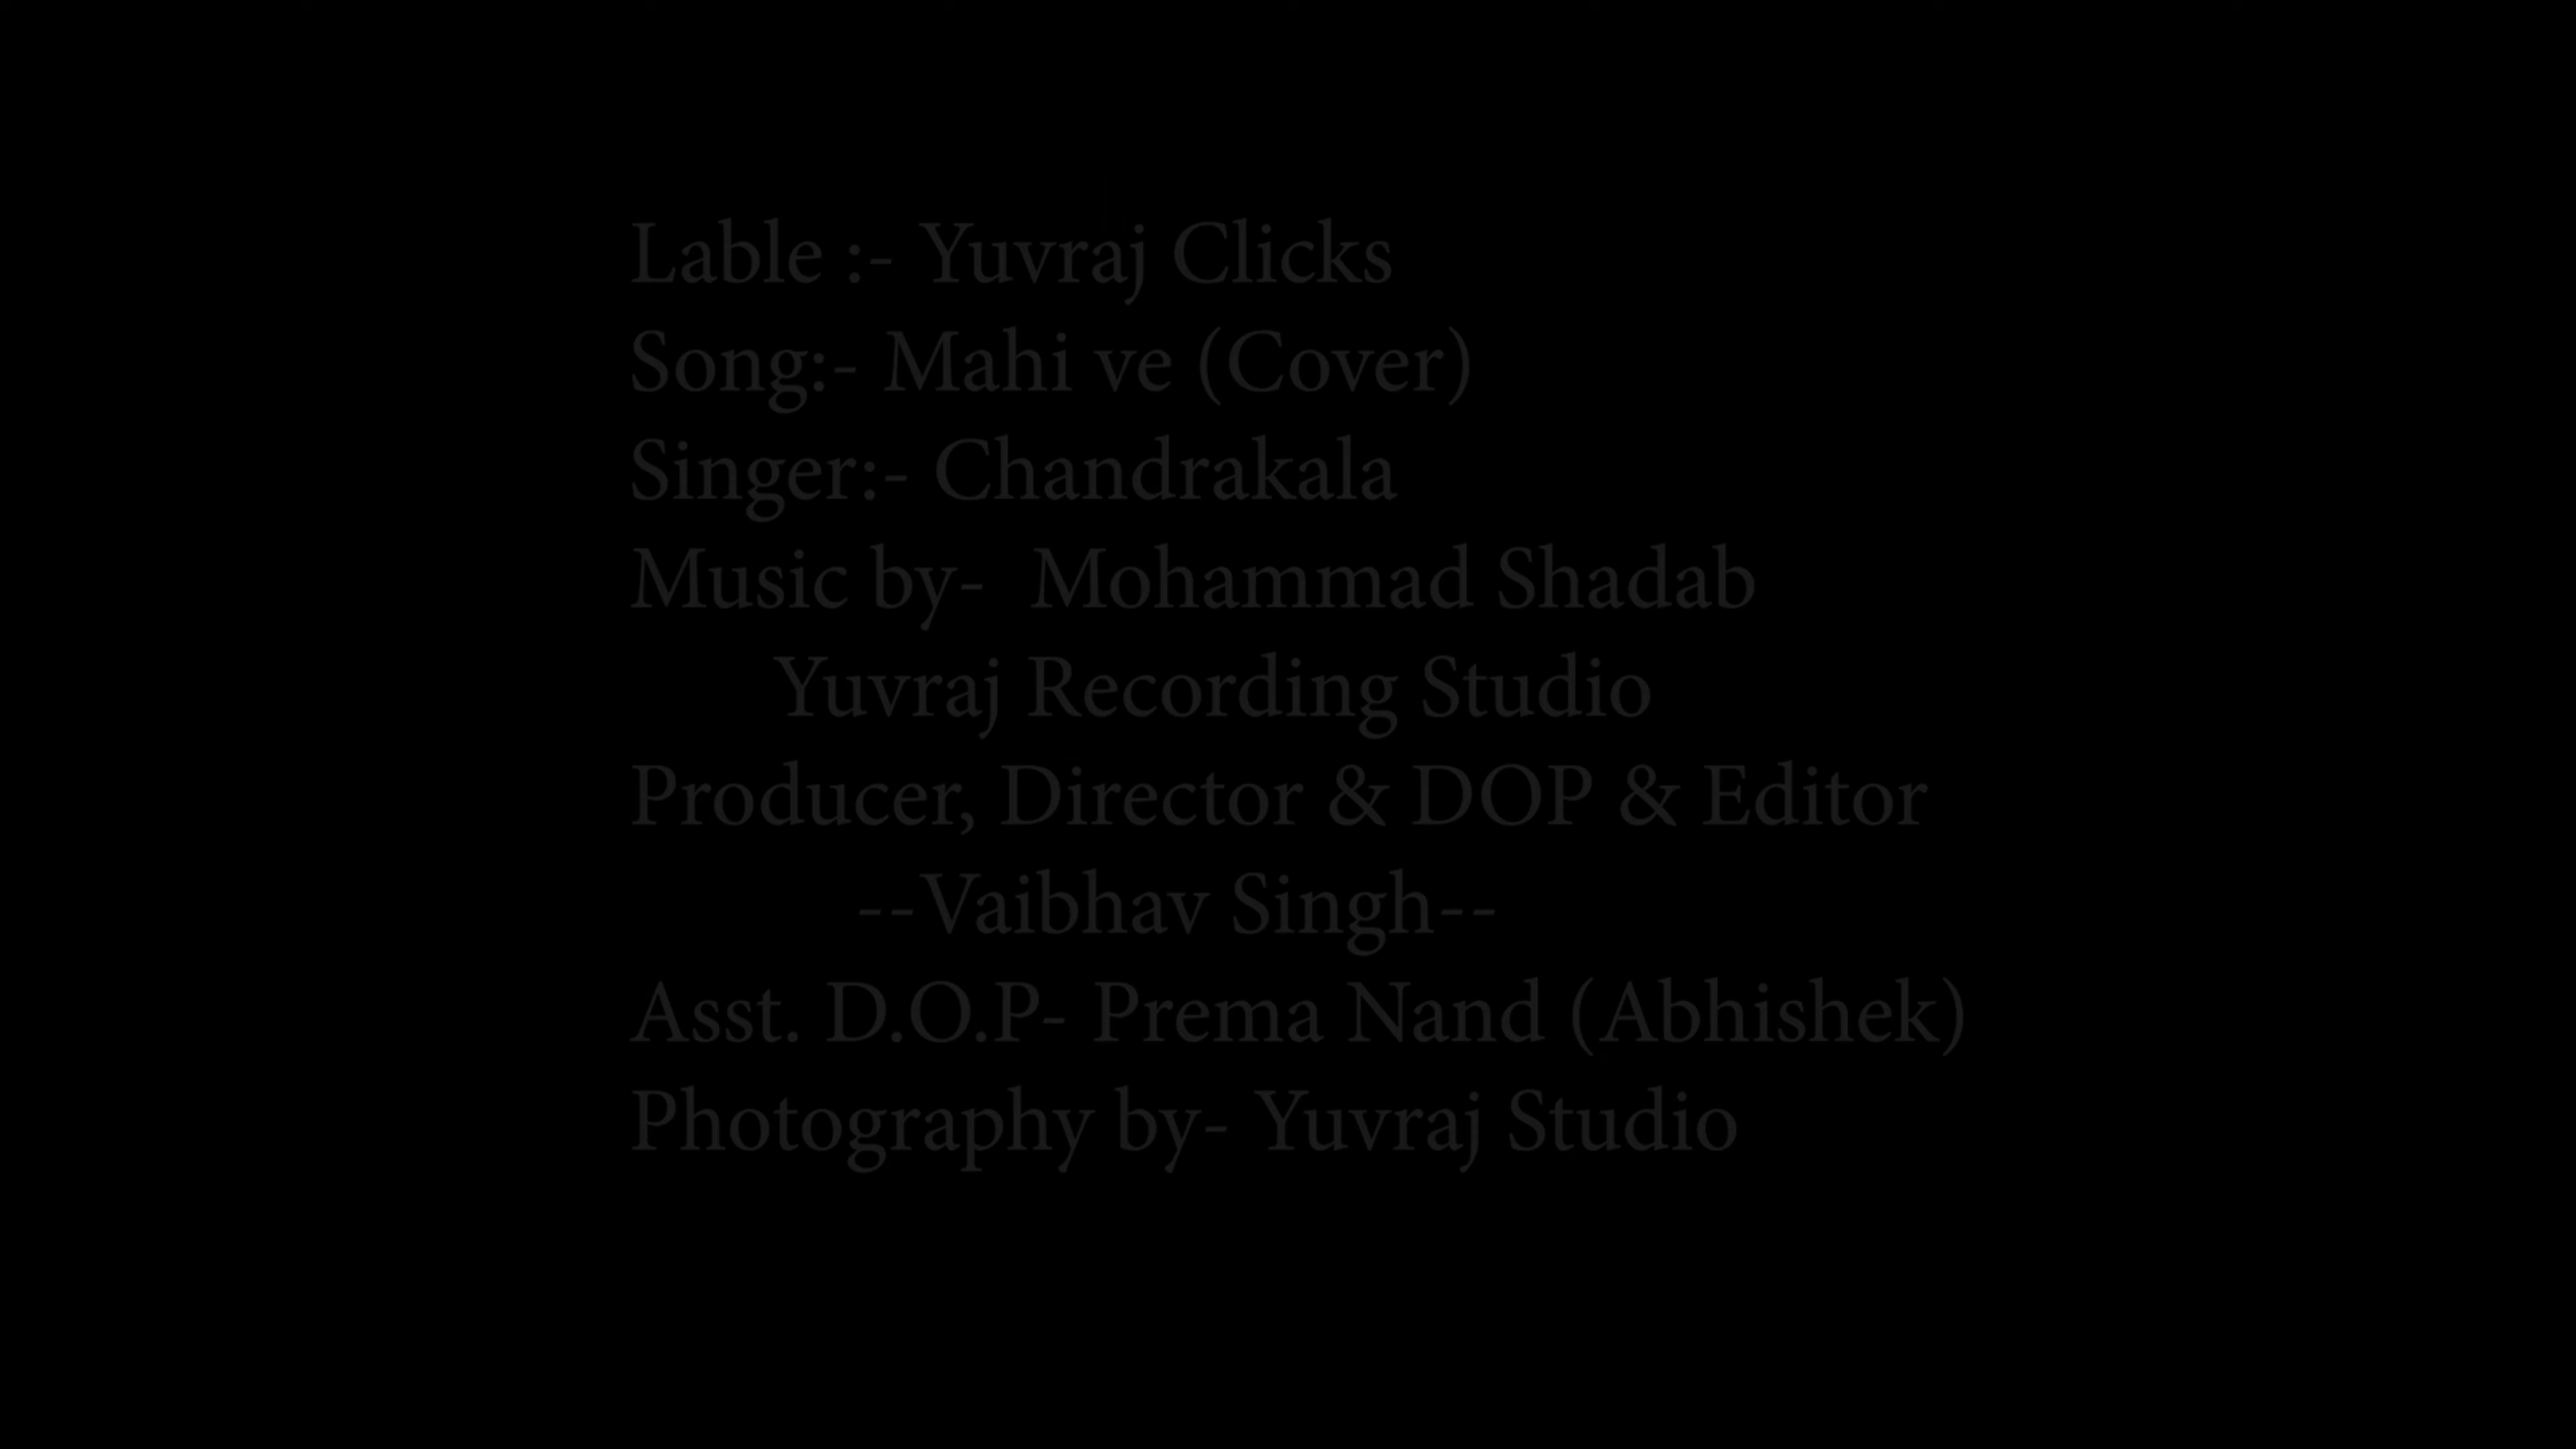 Lable :- Yuvraj Clicks
Song:- Mahi ve (Cover)
Singer:- Chandrakala
Music by-  Mohammad Shadab
Yuvraj Recording Studio
Producer, Director & DOP & Editor
--Vaibhav Singh--
Asst. D.O.P- Prema Nand (Abhishek)
Photography by- Yuvraj Studio